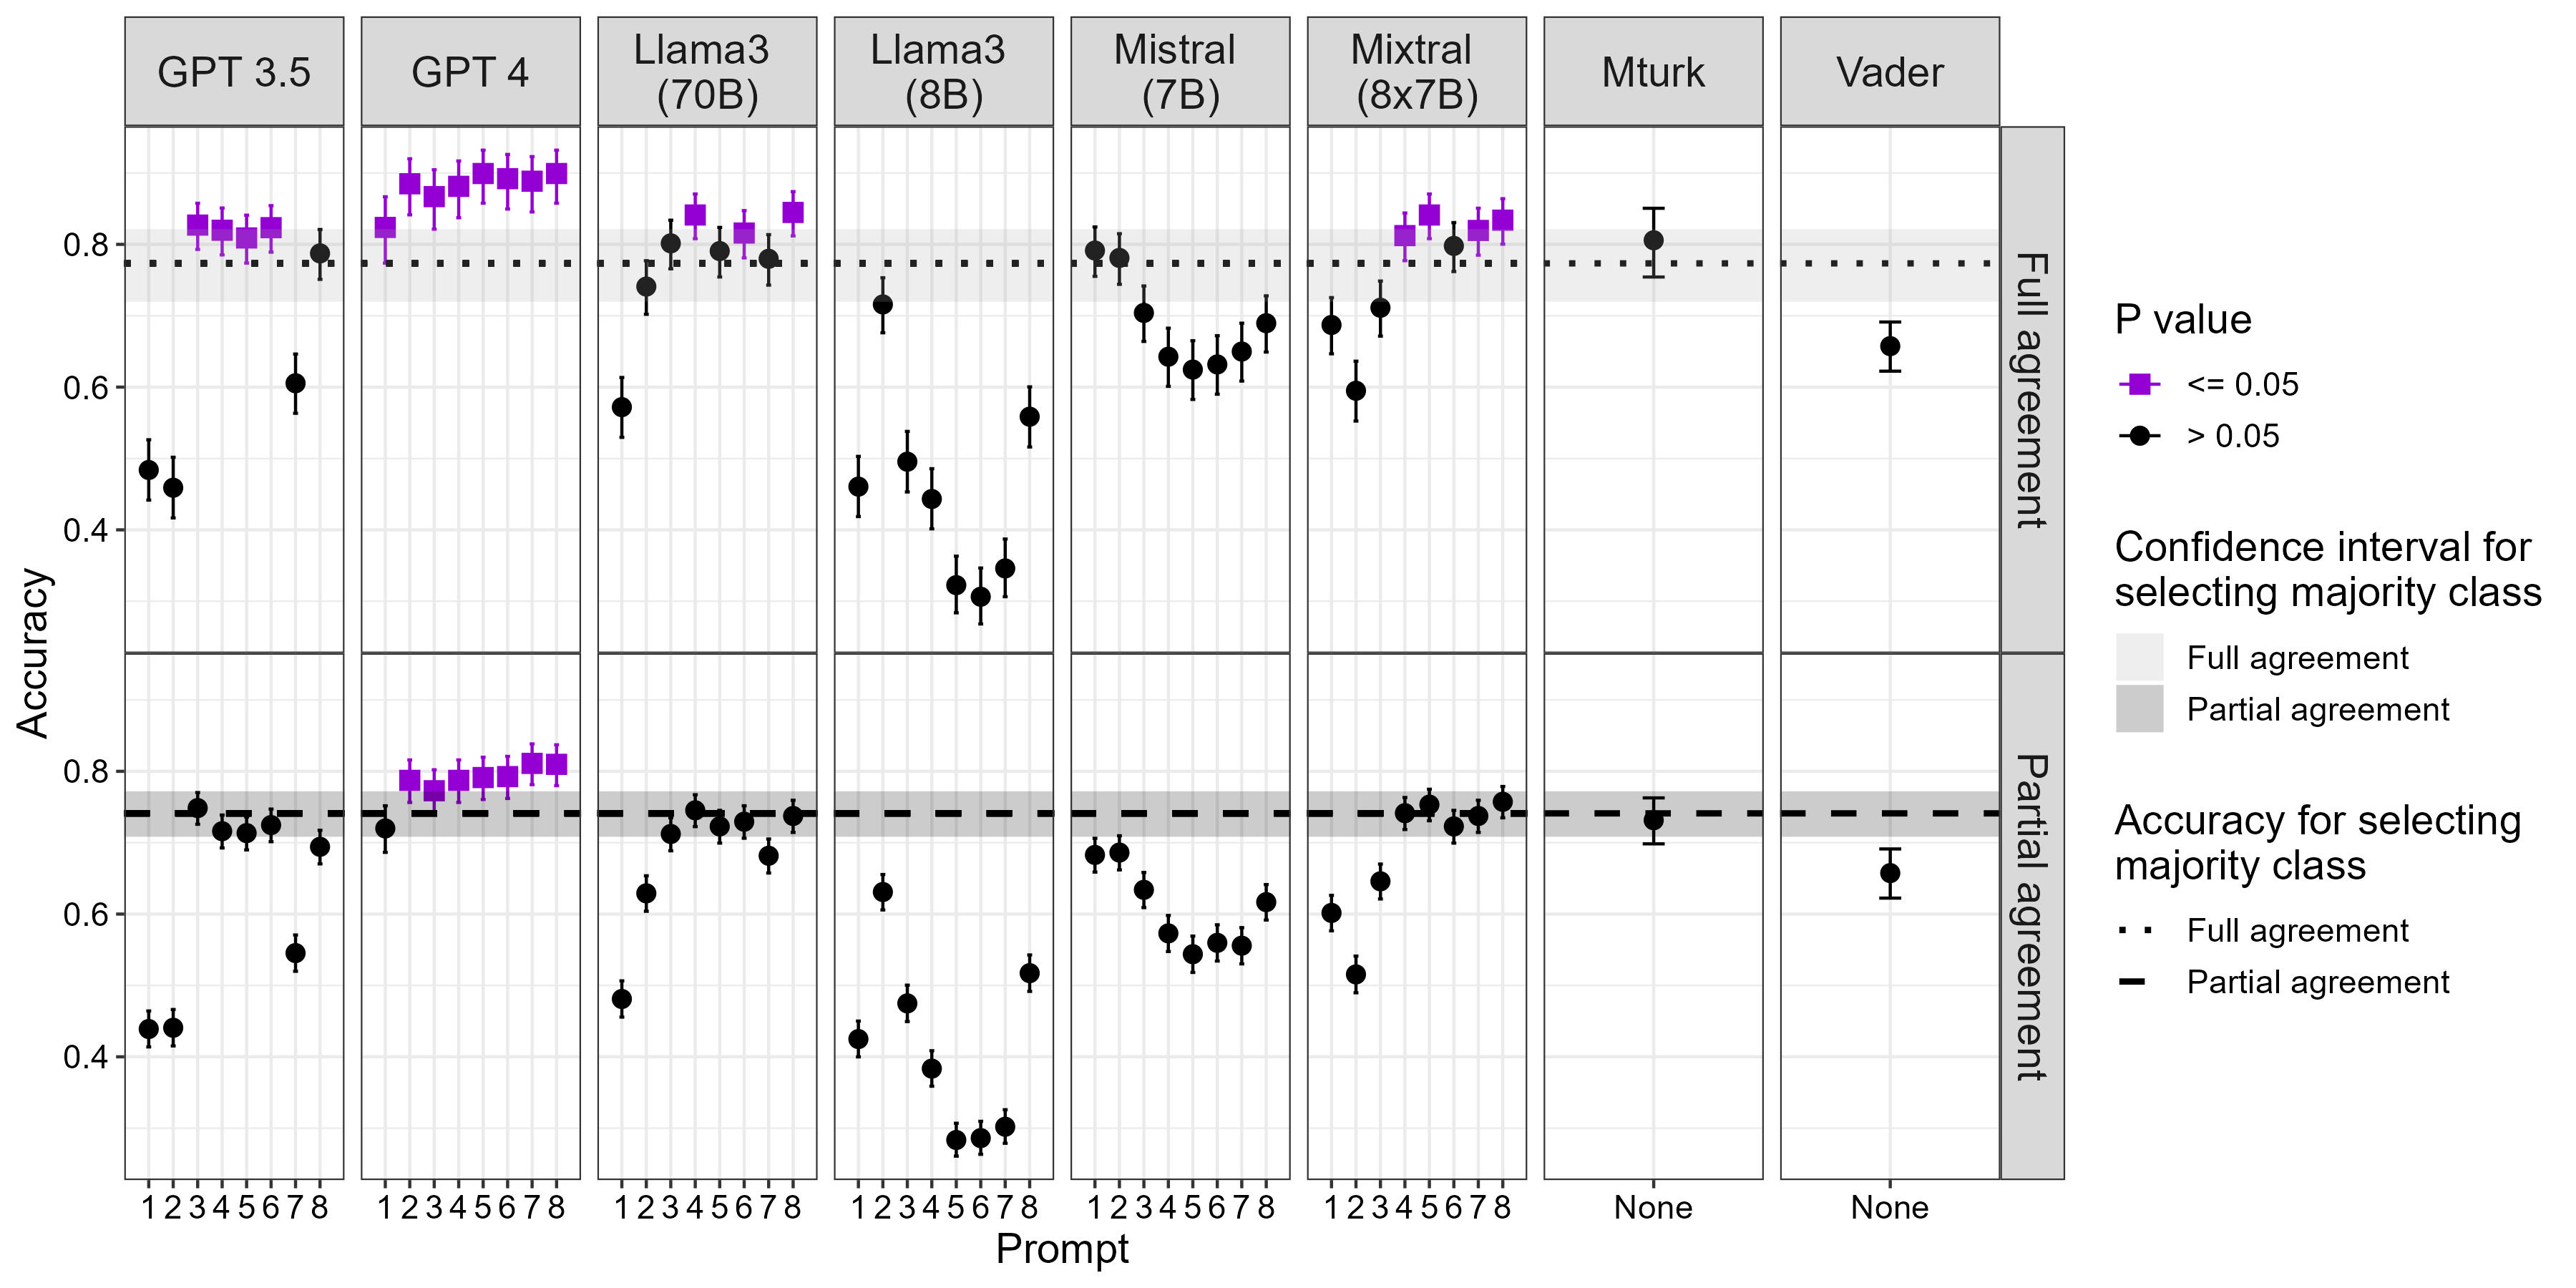 GPT 3.5
GPT 4
Llama3
(70B)
Llama3
(8B)
Mistral
(7B)
Mixtral
(8x7B)
Mturk
Vader
Accuracy
0.8
0.6
0.4
Full agreement
0.8
0.6
0.4
Partial agreement
1 2 3 4 5 6 7 8
1 2 3 4 5 6 7 8
1 2 3 4 5 6 7 8
1 2 3 4 5 6 7 8
1 2 3 4 5 6 7 8
1 2 3 4 5 6 7 8
None
None
Prompt
P value
<= 0.05
> 0.05
Confidence interval for
selecting majority class
Full agreement
Partial agreement
Accuracy for selecting
majority class
Full agreement
Partial agreement